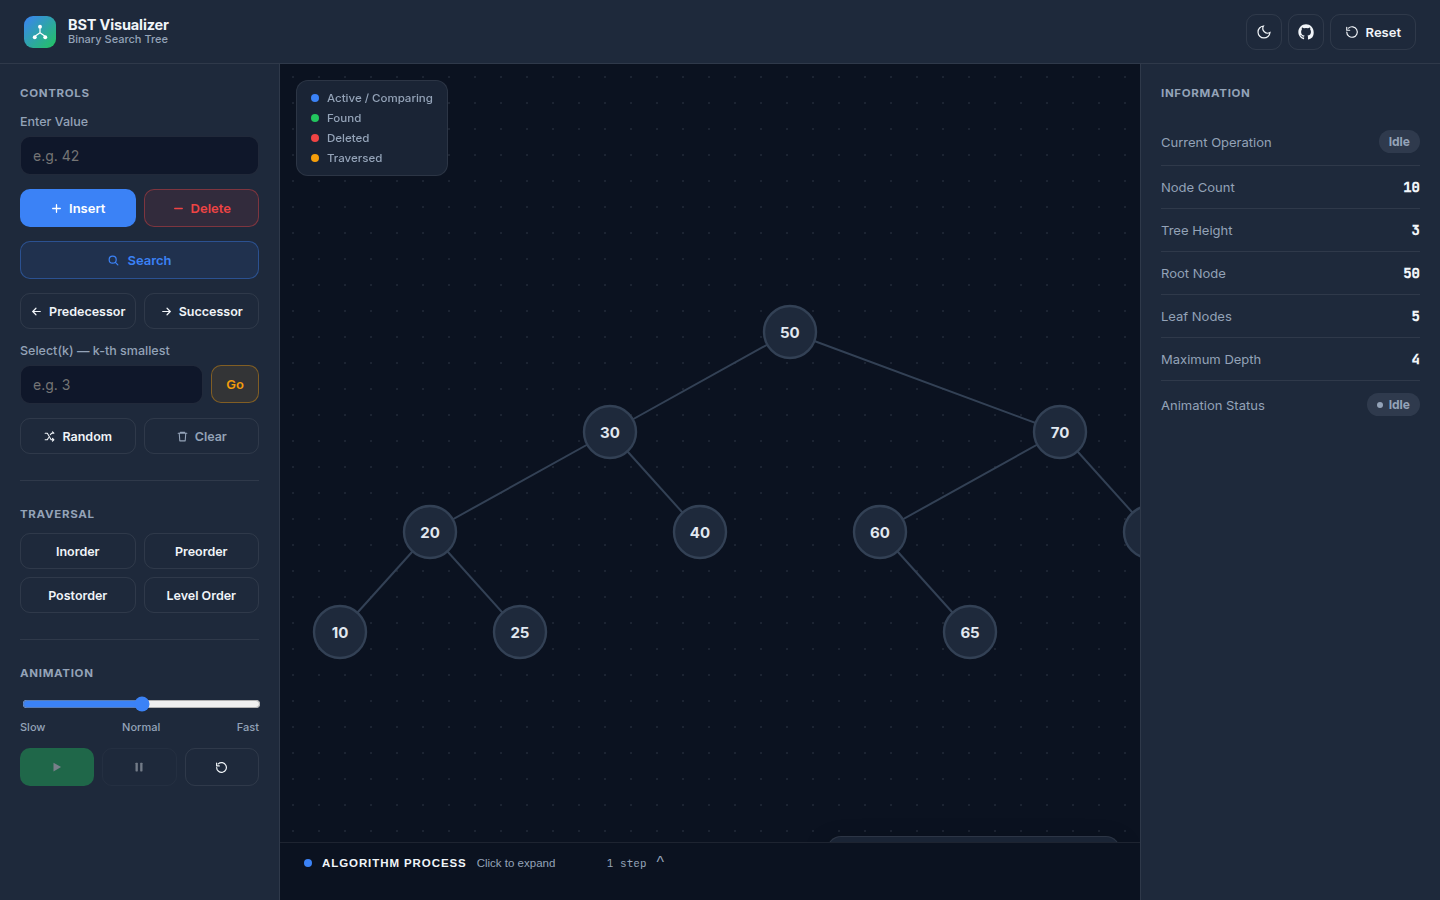 BST Visualizer
Binary Search Tree
Reset
CONTROLS
Enter Value
e.g. 42
+ Insert
− Delete
Search
← Predecessor
→ Successor
Select(k) — k-th smallest
e.g. 3
Go
Random
Clear
TRAVERSAL
Inorder
Preorder
Postorder
Level Order
ANIMATION
Slow
Normal
Fast
Active / Comparing
Found
Deleted
Traversed
50
30
70
20
40
60
10
25
65
ALGORITHM PROCESS
Click to expand
1 step ^
INFORMATION
Current Operation
Idle
Node Count
10
Tree Height
3
Root Node
50
Leaf Nodes
5
Maximum Depth
4
Animation Status
Idle